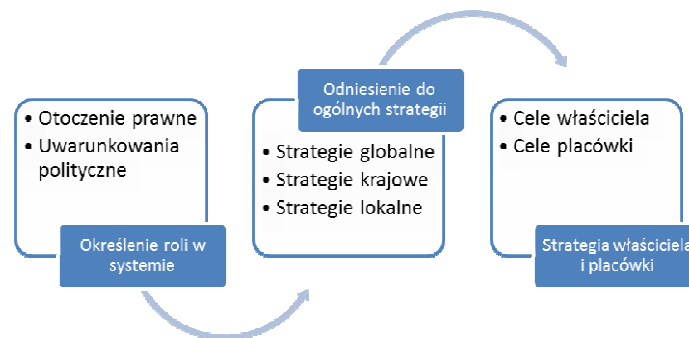 • Otoczenie prawne
• Uwarunkowania
polityczne
Określenie roli w
systemie
Odniesienie do
ogólnych strategii
• Strategie globalne
• Strategie krajowe
• Strategie lokalne
• Cele właściciela
• Cele placówki
Strategia właściciela
i placówki